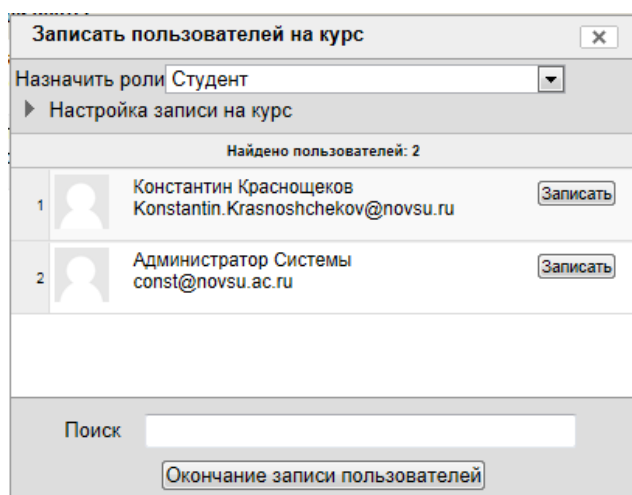 Записать пользователей на курс
Назначить роли Студент
Настройка записи на курс
Найдено пользователей: 2
1
Константин Краснощеков
Konstantin.Krasnoshchekov@novsu.ru
Записать
2
Администратор Системы
const@novsu.ac.ru
Записать
Поиск
Окончание записи пользователей